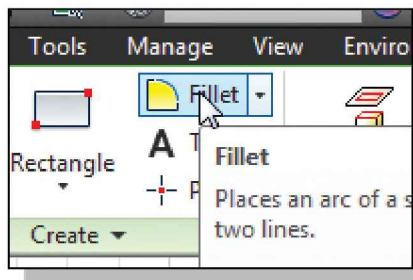 Tools Manage View Enviro
Fillet
Rectangle
A T
P
Fillet
Places an arc of a s
two lines.
Create